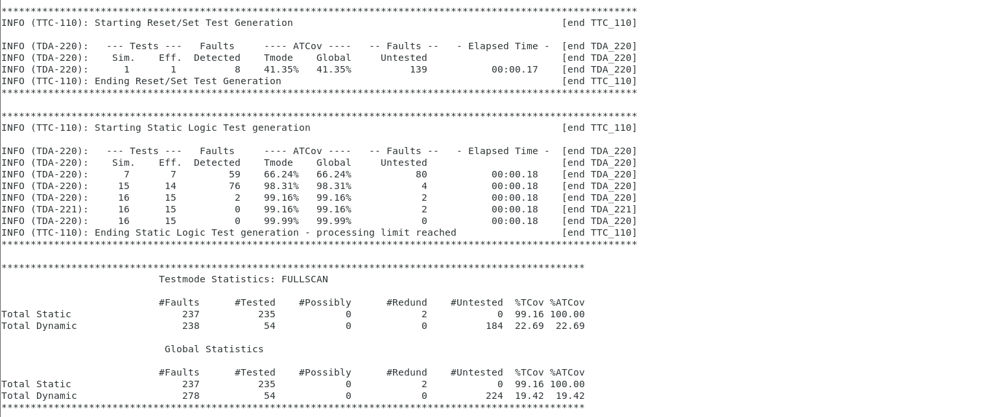 *************************************************************************************************************
INFO (TTC-110): Starting Reset/Set Test Generation                                              [end TTC_110]
INFO (TDA-220):   --- Tests ---   Faults     ---- ATCov ----   -- Faults --   - Elapsed Time -  [end TDA_220]
INFO (TDA-220):    Sim.    Eff.  Detected    Tmode    Global     Untested                       [end TDA_220]
INFO (TDA-220):      1       1          8    41.35%   41.35%          139           00:00.17    [end TDA_220]
INFO (TTC-110): Ending Reset/Set Test Generation                                                [end TTC_110]
*************************************************************************************************************
*************************************************************************************************************
INFO (TTC-110): Starting Static Logic Test generation                                           [end TTC_110]
INFO (TDA-220):   --- Tests ---   Faults     ---- ATCov ----   -- Faults --   - Elapsed Time -  [end TDA_220]
INFO (TDA-220):    Sim.    Eff.  Detected    Tmode    Global     Untested                       [end TDA_220]
INFO (TDA-220):      7       7         59    66.24%   66.24%           80           00:00.18    [end TDA_220]
INFO (TDA-220):     15      14         76    98.31%   98.31%            4           00:00.18    [end TDA_220]
INFO (TDA-220):     16      15          2    99.16%   99.16%            2           00:00.18    [end TDA_220]
INFO (TDA-221):     16      15          0    99.16%   99.16%            2           00:00.18    [end TDA_221]
INFO (TDA-220):     16      15          0    99.99%   99.99%            0           00:00.18    [end TDA_220]
INFO (TTC-110): Ending Static Logic Test generation - processing limit reached                  [end TTC_110]
*************************************************************************************************************
****************************************************************************************************
                           Testmode Statistics: FULLSCAN
                           #Faults      #Tested    #Possibly      #Redund    #Untested  %TCov %ATCov
Total Static                   237          235            0            2            0  99.16 100.00
Total Dynamic                  238           54            0            0          184  22.69  22.69
                            Global Statistics
                           #Faults      #Tested    #Possibly      #Redund    #Untested  %TCov %ATCov
Total Static                   237          235            0            2            0  99.16 100.00
Total Dynamic                  278           54            0            0          224  19.42  19.42
****************************************************************************************************